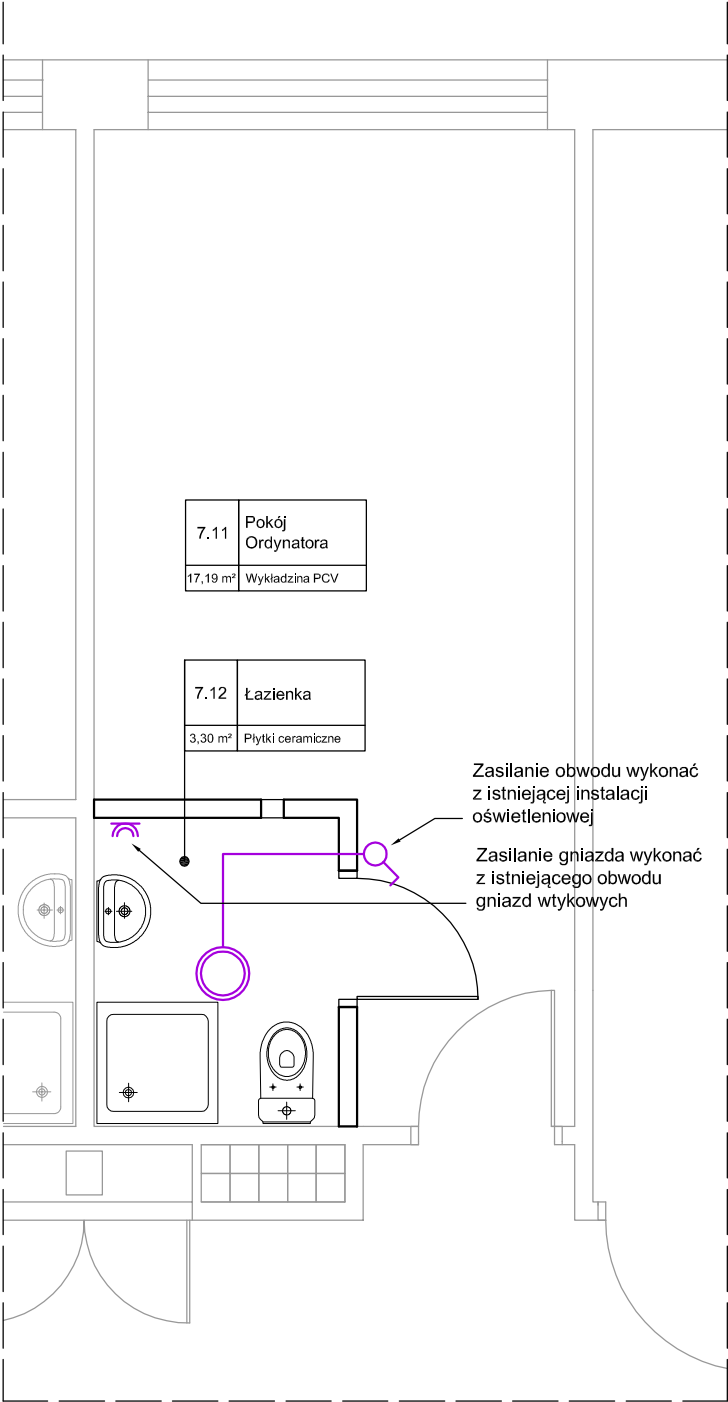 7.11
Pokój
Ordynatora
17,19 m² Wykładzina PCV
7.12 Łazienka
3,30 m² Płytki ceramiczne
Zasilanie obwodu wykonać
z istniejącej instalacji
oświetleniowej
Zasilanie gniazda wykonać
z istniejącego obwodu
gniazd wtykowych